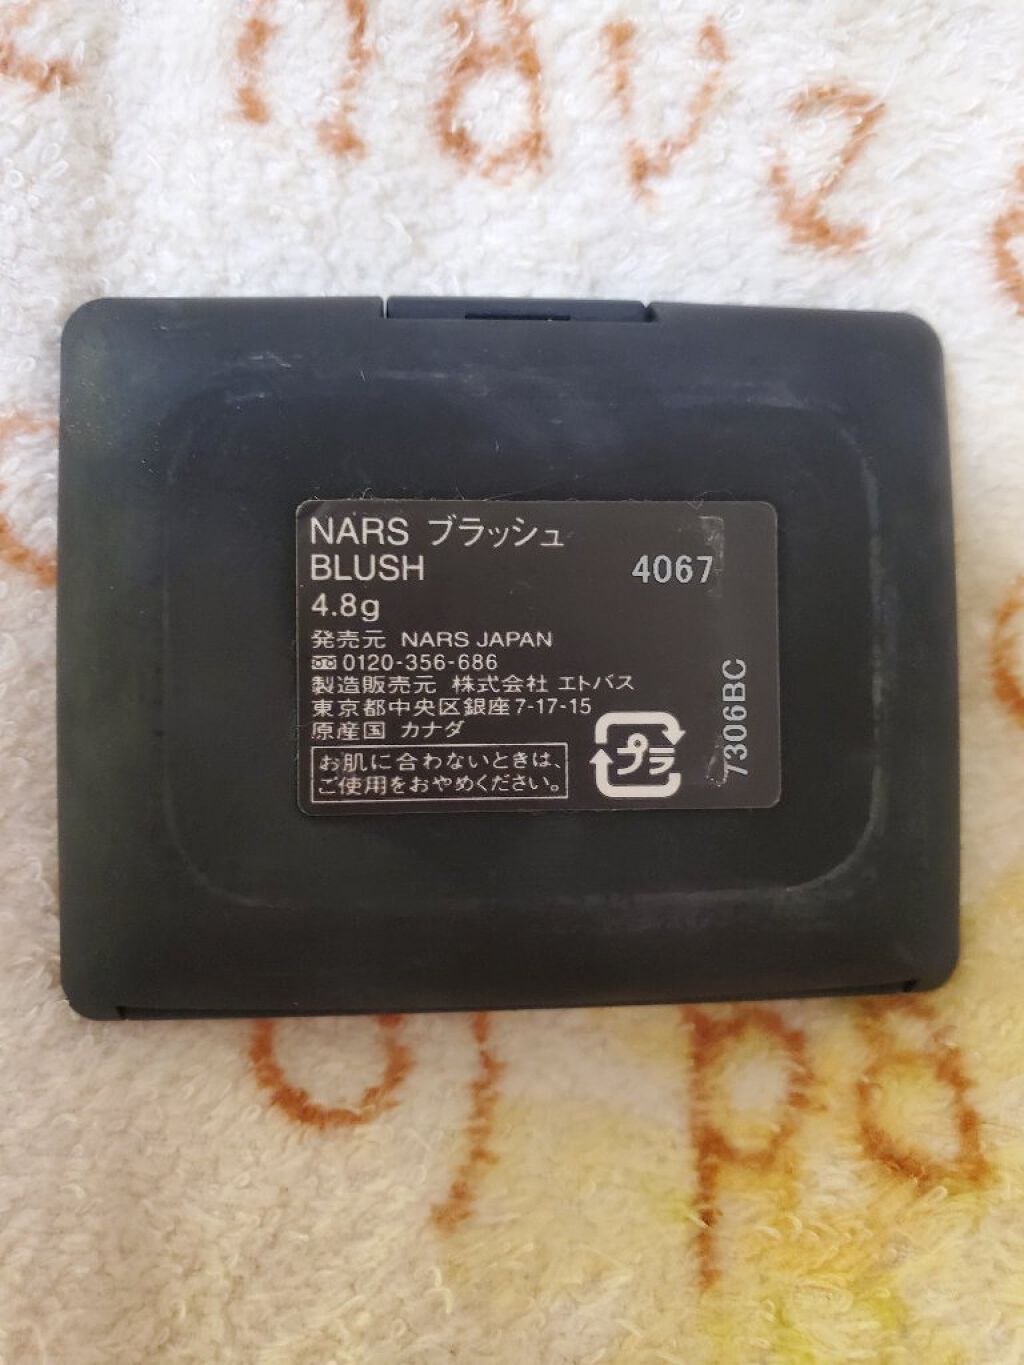 NARS ブラッシュ
BLUSH
4067
4.8g
発売元 NARS JAPAN
0120-356-686
製造販売元 株式会社 エトバス
東京都中央区銀座7-17-15
原産国 カナダ
お肌に合わないときは、
ご使用をおやめください。
プラ
7306BC